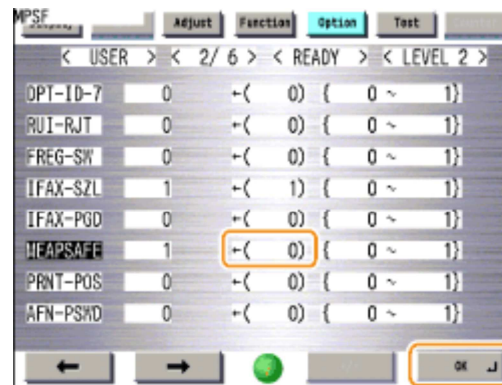 MPSF
Adjust Function Option Test
< USER > < 2/ 6 > < READY > < LEVEL 2 >
OPT-ID-7 0 ←( 0) { 0 ~ 1}
RUI-RJT 0 ←( 0) { 0 ~ 1}
FREG-SW 0 ←( 0) { 0 ~ 1}
IFAX-SZL 1 ←( 1) { 0 ~ 1}
IFAX-PGD 0 ←( 0) { 0 ~ 1}
MEAPSAFE 1 ←( 0) { 0 ~ 1}
PRNT-POS 0 ←( 0) { 0 ~ 1}
AFN-PSWD 0 ←( 0) { 0 ~ 1}
← → +/- OK ┘